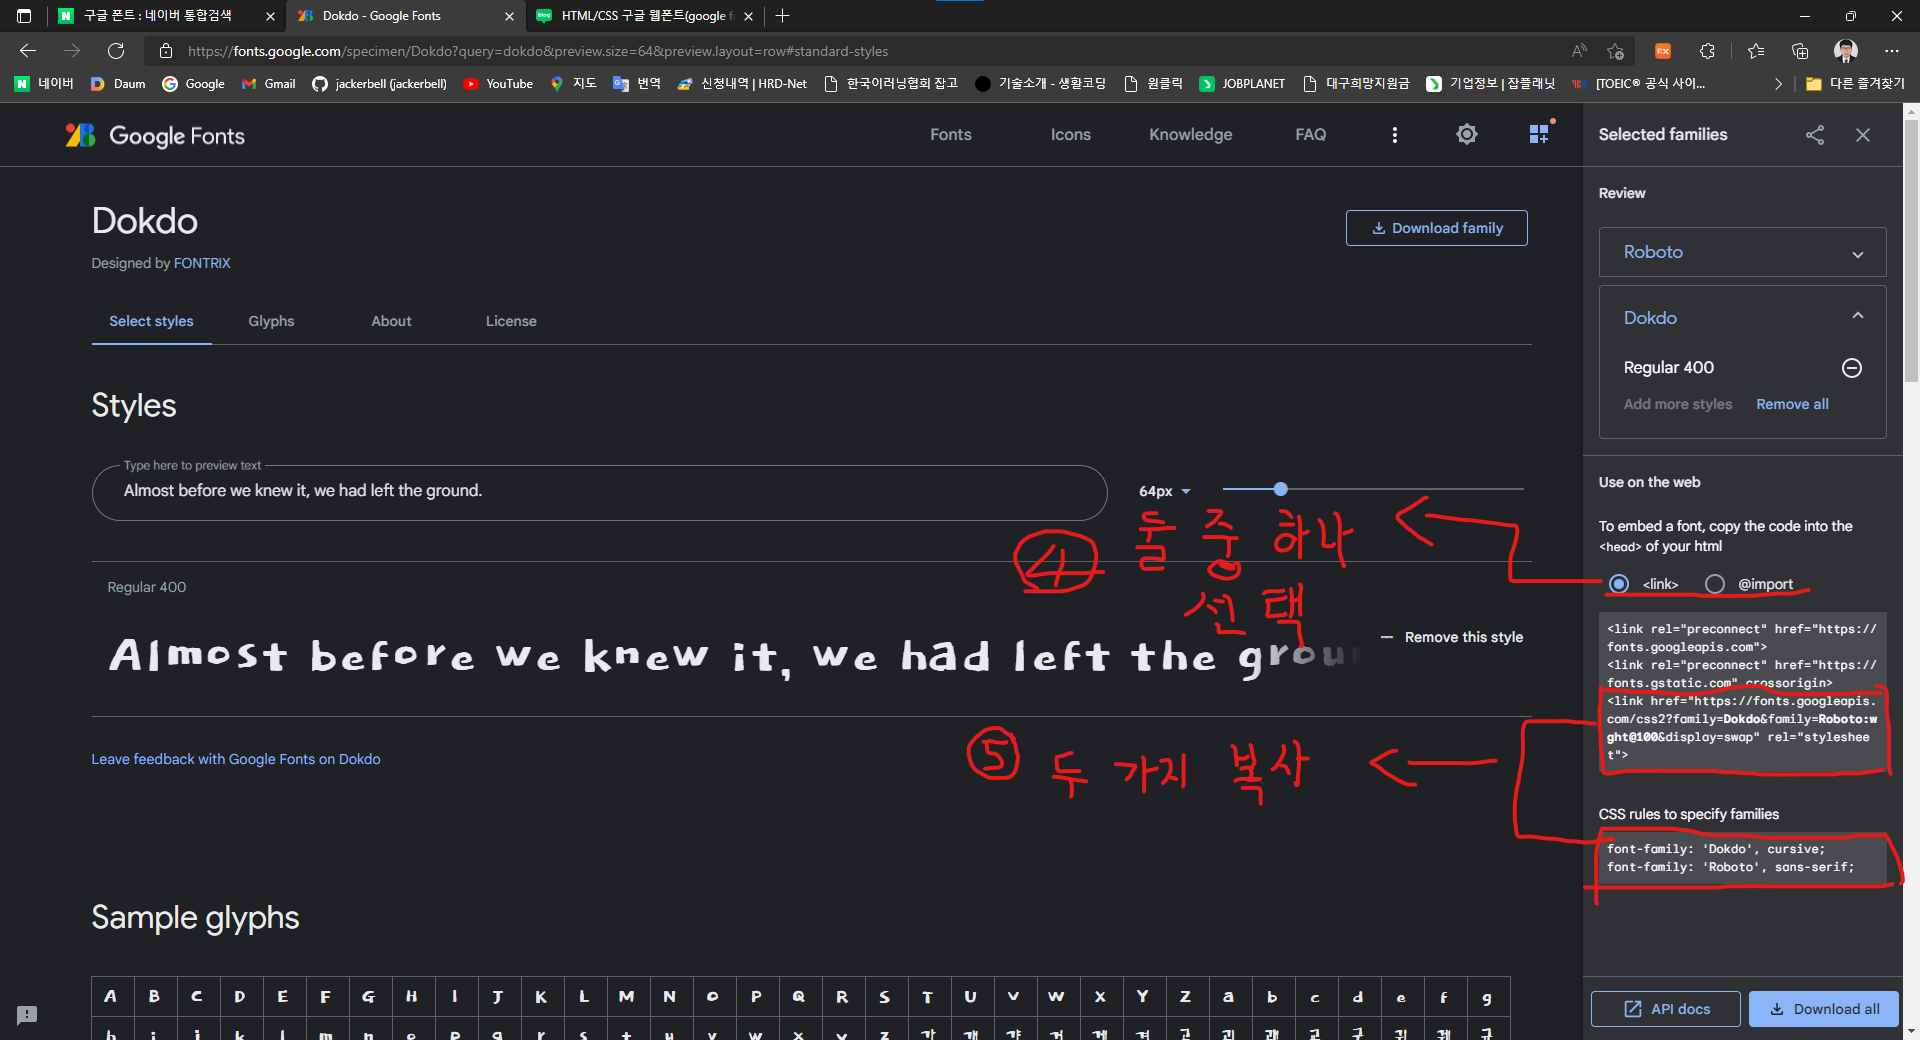 구글 폰트 : 네이버 통합검색
Dokdo - Google Fonts
HTML/CSS 구글 웹폰트(google f
https://fonts.google.com/specimen/Dokdo?query=dokdo&preview.size=64&preview.layout=row#standard-styles
네이버
Daum
Google
Gmail
jackerbell (jackerbell)
YouTube
지도
번역
신청내역 | HRD-Net
한국이러닝협회 잡고
기술소개 - 생활코딩
원클릭
JOBPLANET
대구희망지원금
기업정보 | 잡플래닛
[TOEIC® 공식 사이...
다른 즐겨찾기
Google Fonts
Fonts
Icons
Knowledge
FAQ
Dokdo
Designed by FONTRIX
Download family
Select styles
Glyphs
About
License
Styles
Type here to preview text
Almost before we knew it, we had left the ground.
64px
④ 둘 중 하나
선택
Regular 400
Almost before we knew it, we had left the groun
Remove this style
⑤ 두 가지 복사
Leave feedback with Google Fonts on Dokdo
Sample glyphs
A B C D E F G H I J K L M N O P Q R S T U V W X Y Z a b c d e f g
h i j k l m n o p q r s t u v w x y z
Selected families
Review
Roboto
Dokdo
Regular 400
Add more styles
Remove all
Use on the web
To embed a font, copy the code into the
<head> of your html
<link>
@import
<link rel="preconnect" href="https://
fonts.googleapis.com">
<link rel="preconnect" href="https://
fonts.gstatic.com" crossorigin>
<link href="https://fonts.googleapis.
com/css2?family=Dokdo&family=Roboto:w
ght@100&display=swap" rel="styleshee
t">
CSS rules to specify families
font-family: 'Dokdo', cursive;
font-family: 'Roboto', sans-serif;
API docs
Download all